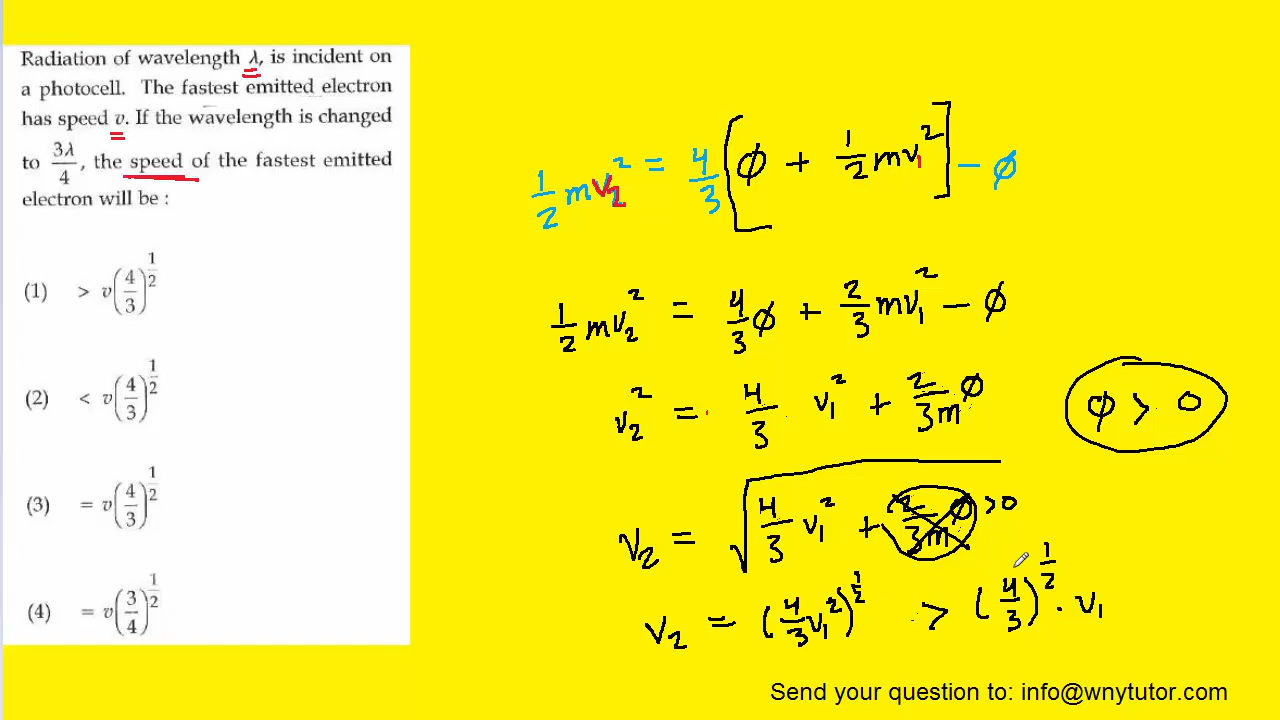 Radiation of wavelength λ, is incident on
a photocell. The fastest emitted electron
has speed v. If the wavelength is changed
to 3λ/4, the speed of the fastest emitted
electron will be :
(1) > v(4/3)^1/2
(2) < v(4/3)^1/2
(3) = v(4/3)^1/2
(4) = v(3/4)^1/2
1/2 mv₂² = 4/3 [ϕ + 1/2 mv₁²] − ϕ
1/2 mv₂² = 4/3 ϕ + 2/3 mv₁² − ϕ
v₂² = 4/3 v₁² + 2/3m ϕ
ϕ > 0
v₂ = √(4/3 v₁² + 2/3m ϕ) > 0
v₂ = (4/3 v₁²)^1/2 > (4/3)^1/2 · v₁
Send your question to: info@wnytutor.com